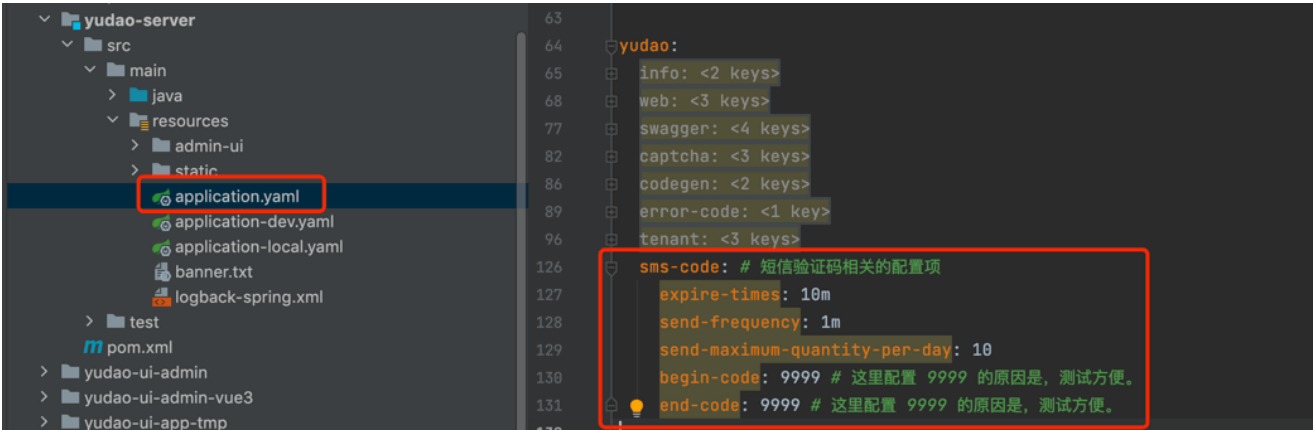 yudao-server
src
main
java
resources
admin-ui
static
application.yaml
application-dev.yaml
application-local.yaml
banner.txt
logback-spring.xml
test
pom.xml
yudao-ui-admin
yudao-ui-admin-vue3
yudao-ui-app-tmp
63
64 yudao:
65 info: <2 keys>
68 web: <3 keys>
77 swagger: <4 keys>
82 captcha: <3 keys>
86 codegen: <2 keys>
89 error-code: <1 key>
96 tenant: <3 keys>
126 sms-code: # 短信验证码相关的配置项
127 expire-times: 10m
128 send-frequency: 1m
129 send-maximum-quantity-per-day: 10
130 begin-code: 9999 # 这里配置 9999 的原因是，测试方便。
131 end-code: 9999 # 这里配置 9999 的原因是，测试方便。